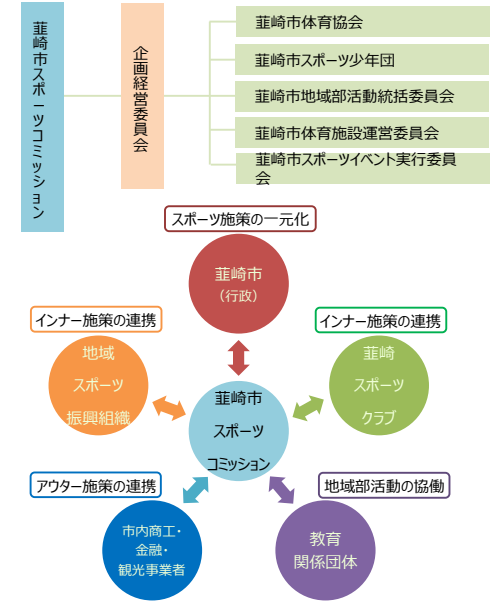 韮崎市スポーツコミッション
企画経営委員会
韮崎市体育協会
韮崎市スポーツ少年団
韮崎市地域部活動統括委員会
韮崎市体育施設運営委員会
韮崎市スポーツイベント実行委員
会
スポーツ施策の一元化
韮崎市
（行政）
インナー施策の連携
地域
スポーツ
振興組織
インナー施策の連携
韮崎
スポーツ
クラブ
韮崎市
スポーツ
コミッション
アウター施策の連携
市内商工・
金融・
観光事業者
地域部活動の協働
教育
関係団体